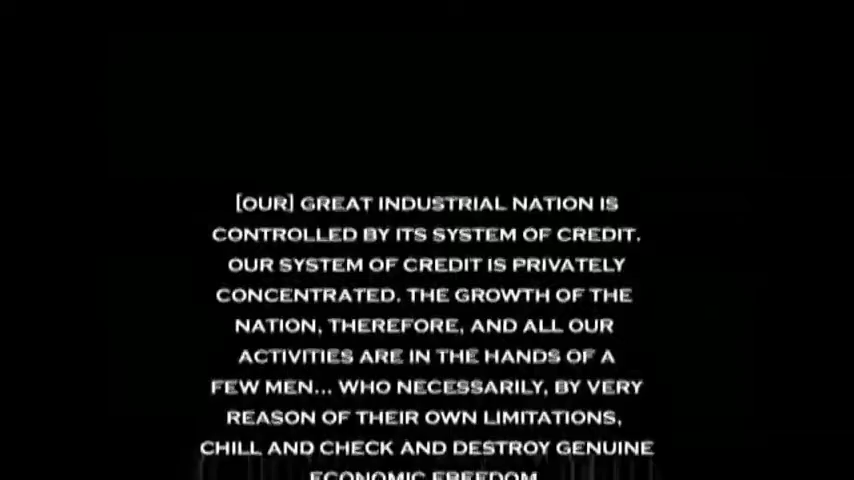 [OUR] GREAT INDUSTRIAL NATION IS
CONTROLLED BY ITS SYSTEM OF CREDIT.
OUR SYSTEM OF CREDIT IS PRIVATELY
CONCENTRATED. THE GROWTH OF THE
NATION, THEREFORE, AND ALL OUR
ACTIVITIES ARE IN THE HANDS OF A
FEW MEN... WHO NECESSARILY, BY VERY
REASON OF THEIR OWN LIMITATIONS,
CHILL AND CHECK AND DESTROY GENUINE
ECONOMIC FREEDOM.